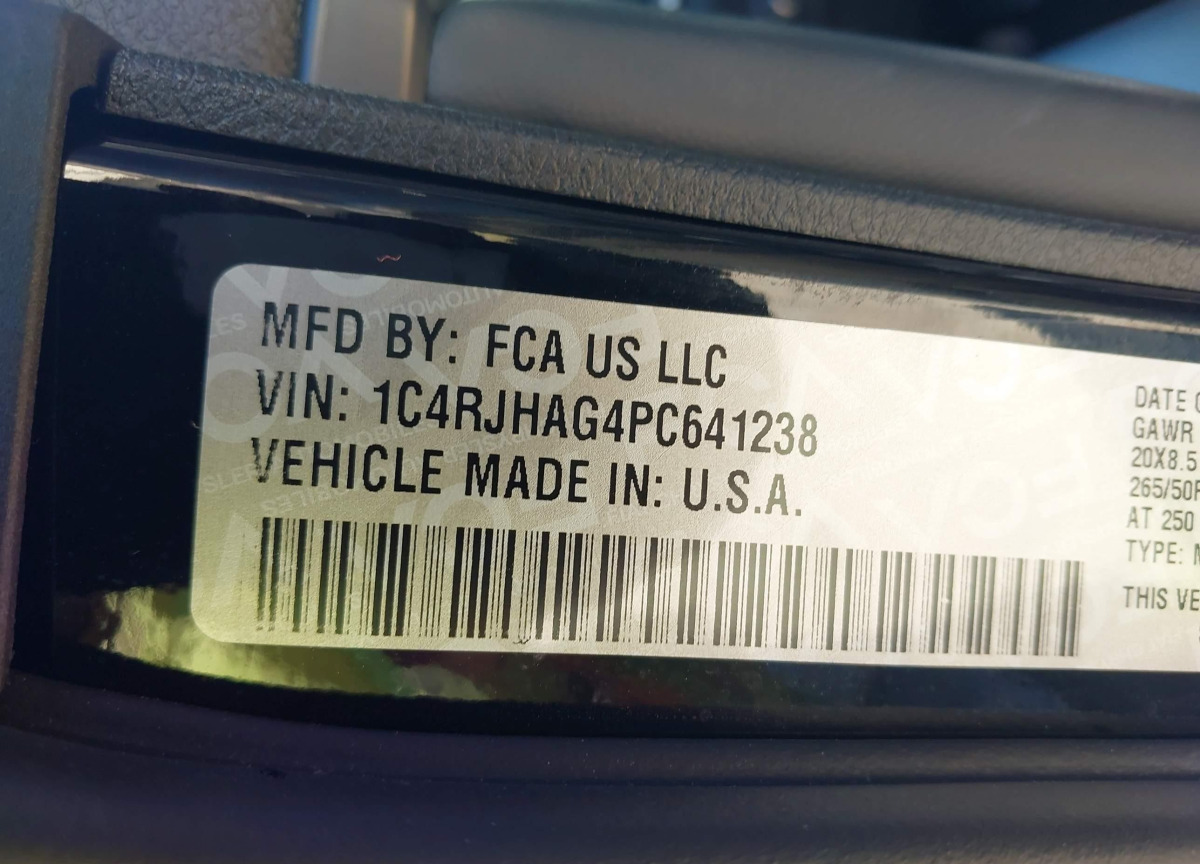 MFD BY: FCA US LLC
VIN: 1C4RJHAG4PC641238
VEHICLE MADE IN: U.S.A.
DATE
GAWR
20X8.5
265/50
AT 250
TYPE:
THIS VE